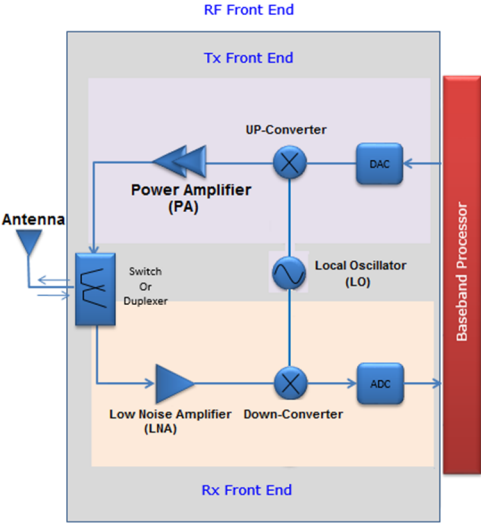 RF Front End
Tx Front End
UP-Converter
DAC
Power Amplifier
(PA)
Antenna
Switch
Or
Duplexer
Local Oscillator
(LO)
Baseband Processor
Low Noise Amplifier
(LNA)
Down-Converter
ADC
Rx Front End